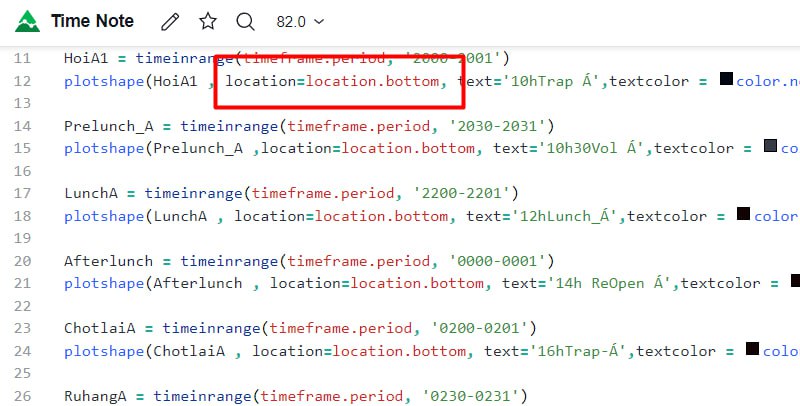 Time Note 82.0
11 HoiA1 = timeinrange(timeframe.period, '2000-2001')
12 plotshape(HoiA1 , location=location.bottom, text='10hTrap Á',textcolor = color.n
13
14 Prelunch_A = timeinrange(timeframe.period, '2030-2031')
15 plotshape(Prelunch_A ,location=location.bottom, text='10h30Vol Á',textcolor = co
16
17 LunchA = timeinrange(timeframe.period, '2200-2201')
18 plotshape(LunchA , location=location.bottom, text='12hLunch_Á',textcolor = color
19
20 Afterlunch = timeinrange(timeframe.period, '0000-0001')
21 plotshape(Afterlunch , location=location.bottom, text='14h ReOpen Á',textcolor =
22
23 ChotlaiA = timeinrange(timeframe.period, '0200-0201')
24 plotshape(ChotlaiA , location=location.bottom, text='16hTrap-Á',textcolor = colo
25
26 RuhangA = timeinrange(timeframe.period, '0230-0231')